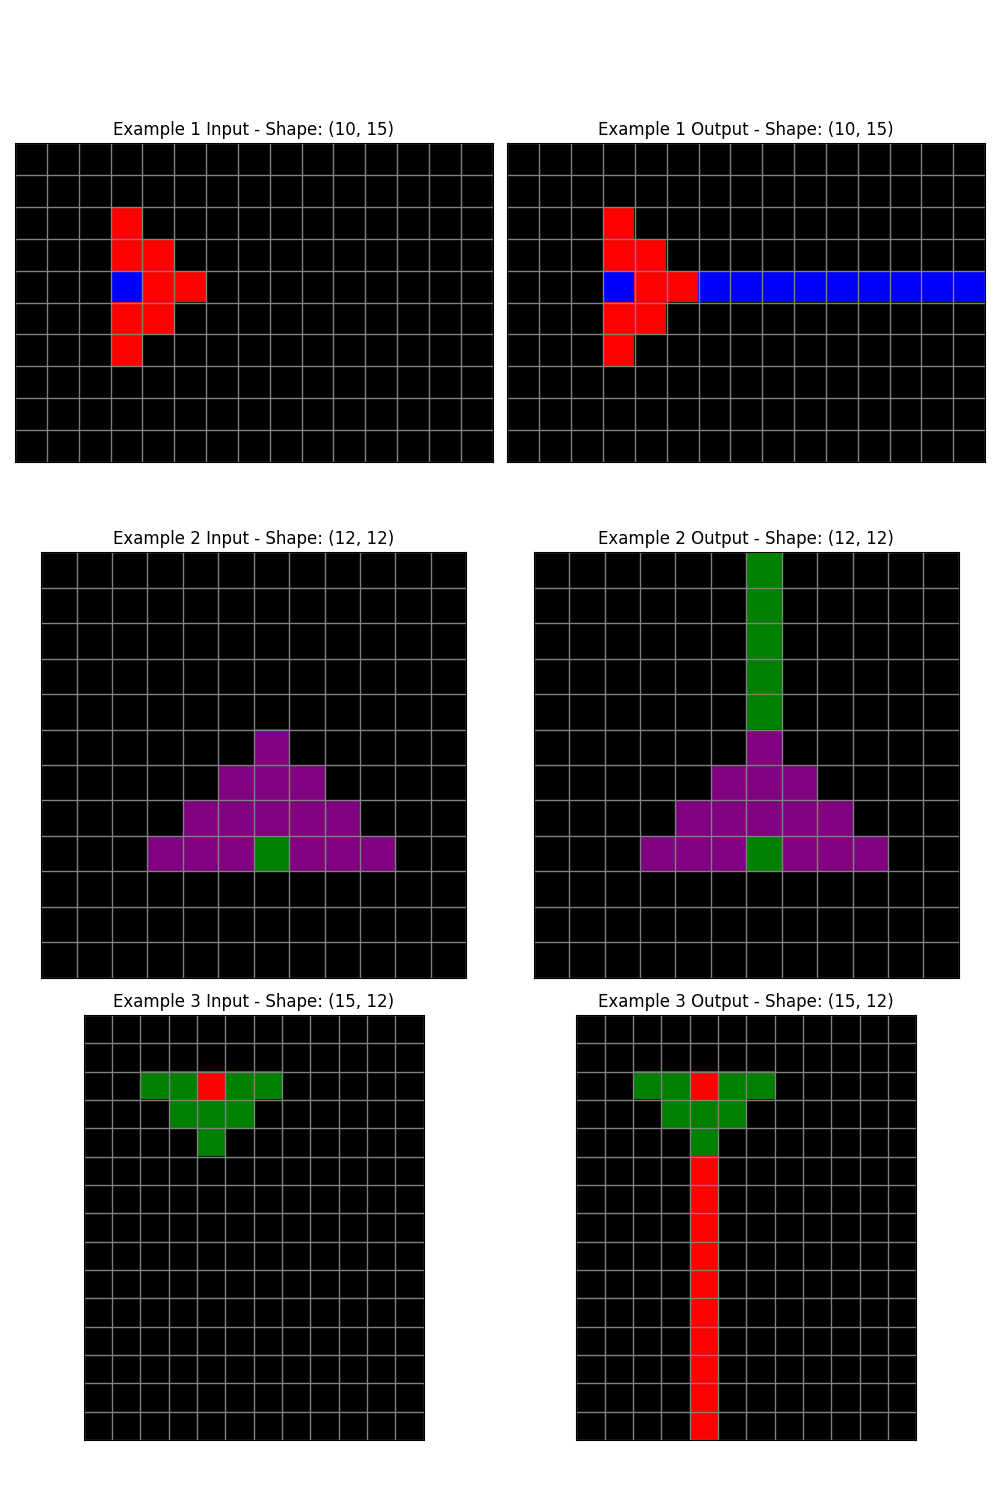 Example 1 Input - Shape: (10, 15)
Example 1 Output - Shape: (10, 15)
Example 2 Input - Shape: (12, 12)
Example 2 Output - Shape: (12, 12)
Example 3 Input - Shape: (15, 12)
Example 3 Output - Shape: (15, 12)